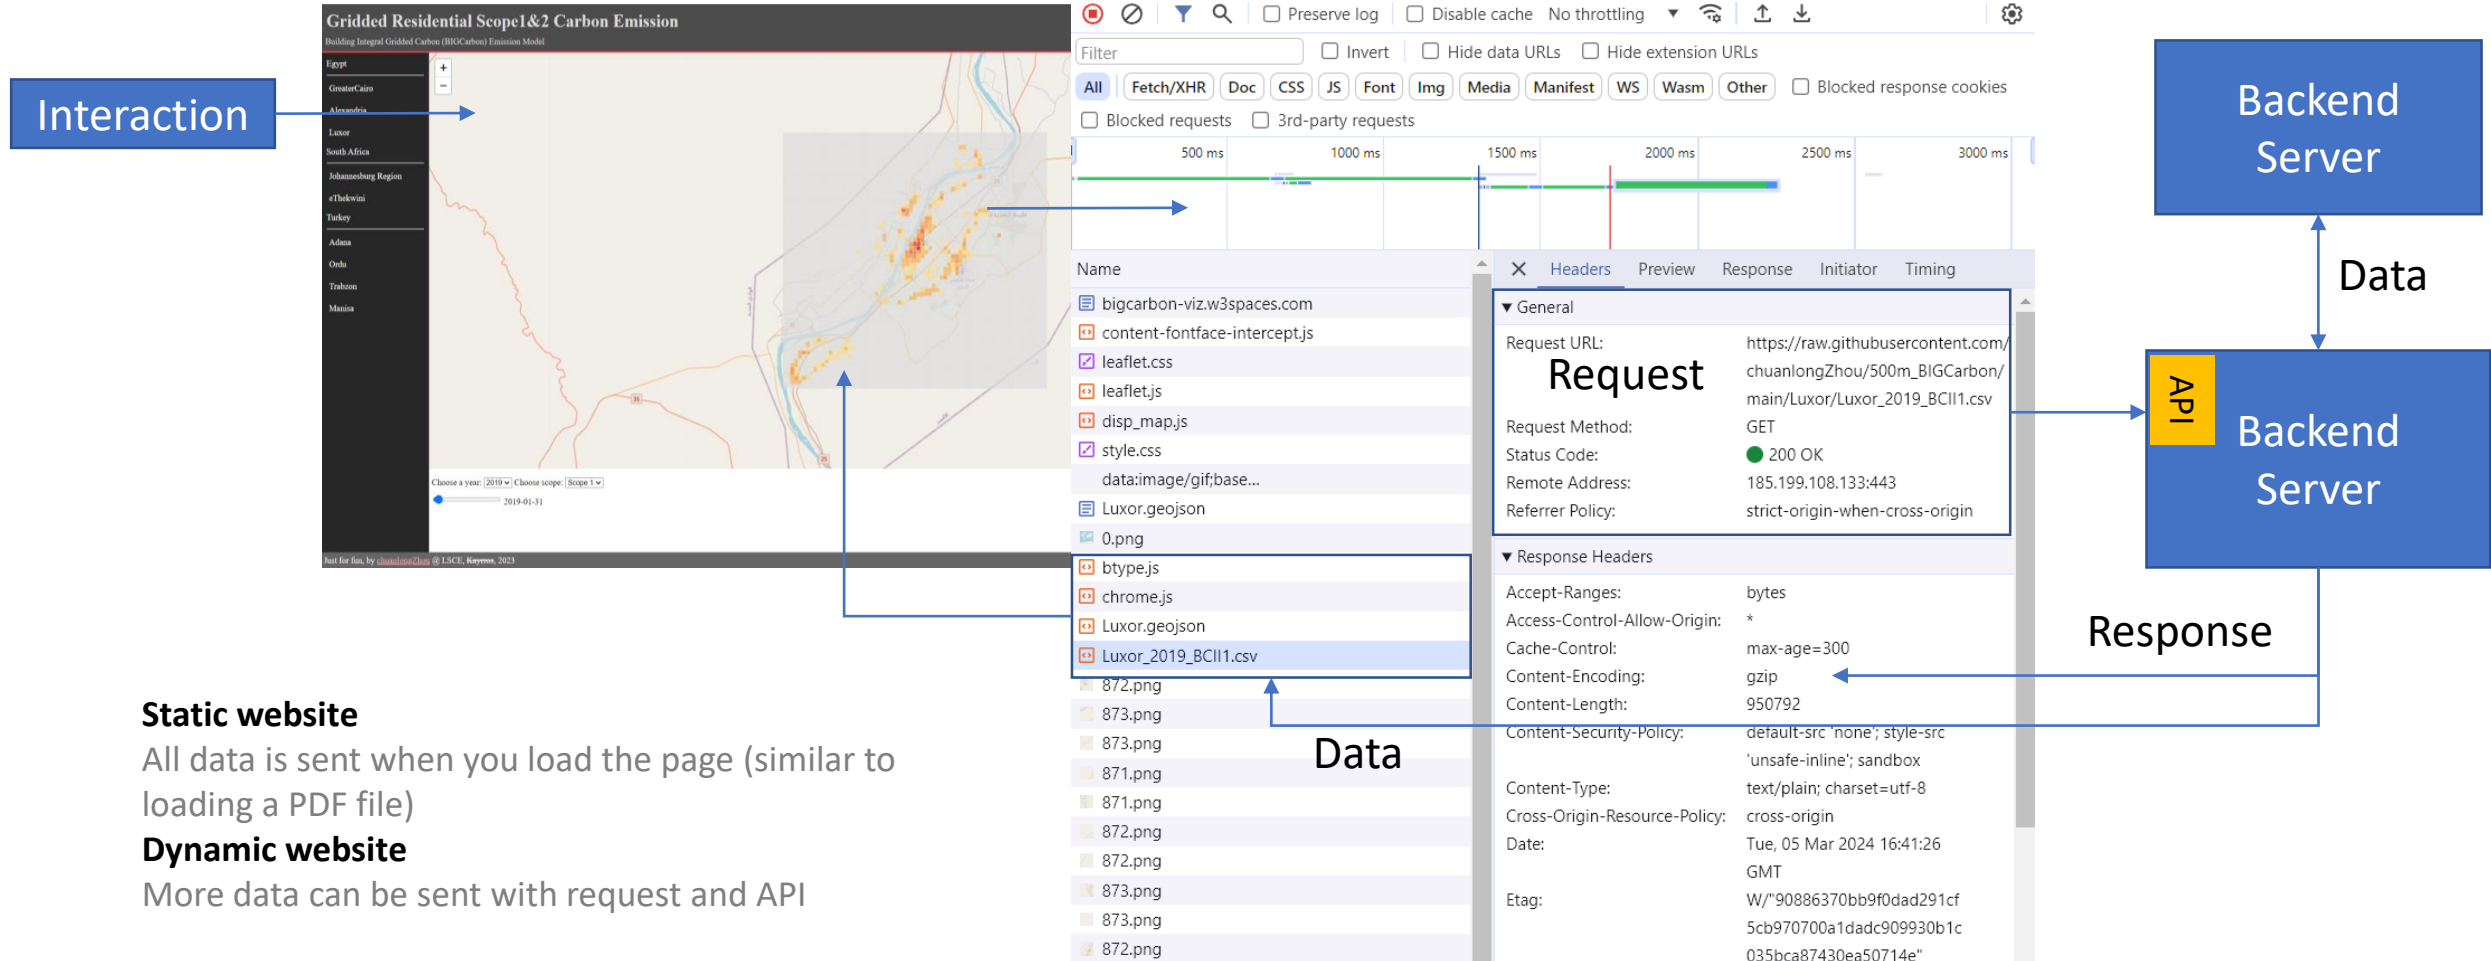 Interaction
Gridded Residential Scope1&2 Carbon Emission
Building Integral Gridded Carbon (BIGCarbon) Emission Model
Egypt
GreaterCairo
Alexandria
Luxor
South Africa
Johannesburg Region
eThekwini
Turkey
Adana
Ordu
Trabzon
Manisa
+
−
35
25
Choose a year: 2019 Choose scope: Scope 1
2019-01-31
Just for fun, by chuanlongZhou @ LSCE, Kayrros, 2023
Preserve log Disable cache No throttling
Filter Invert Hide data URLs Hide extension URLs
All Fetch/XHR Doc CSS JS Font Img Media Manifest WS Wasm Other Blocked response cookies
Blocked requests 3rd-party requests
500 ms 1000 ms 1500 ms 2000 ms 2500 ms 3000 ms
Name
bigcarbon-viz.w3spaces.com
content-fontface-intercept.js
leaflet.css
leaflet.js
disp_map.js
style.css
data:image/gif;base...
Luxor.geojson
0.png
btype.js
chrome.js
Luxor.geojson
Luxor_2019_BCII1.csv
872.png
873.png
873.png
871.png
871.png
872.png
872.png
873.png
873.png
872.png
Headers Preview Response Initiator Timing
General
Request URL: https://raw.githubusercontent.com/
chuanlongZhou/500m_BIGCarbon/
main/Luxor/Luxor_2019_BCII1.csv
Request
Request Method: GET
Status Code: 200 OK
Remote Address: 185.199.108.133:443
Referrer Policy: strict-origin-when-cross-origin
Response Headers
Accept-Ranges: bytes
Access-Control-Allow-Origin: *
Cache-Control: max-age=300
Content-Encoding: gzip
Content-Length: 950792
Content-Security-Policy: default-src 'none'; style-src
'unsafe-inline'; sandbox
Content-Type: text/plain; charset=utf-8
Cross-Origin-Resource-Policy: cross-origin
Date: Tue, 05 Mar 2024 16:41:26
GMT
Etag: W/"90886370bb9f0dad291cf
5cb970700a1dadc909930b1c
035bca87430ea50714e"
Backend
Server
Data
API
Backend
Server
Response
Data
Static website
All data is sent when you load the page (similar to
loading a PDF file)
Dynamic website
More data can be sent with request and API